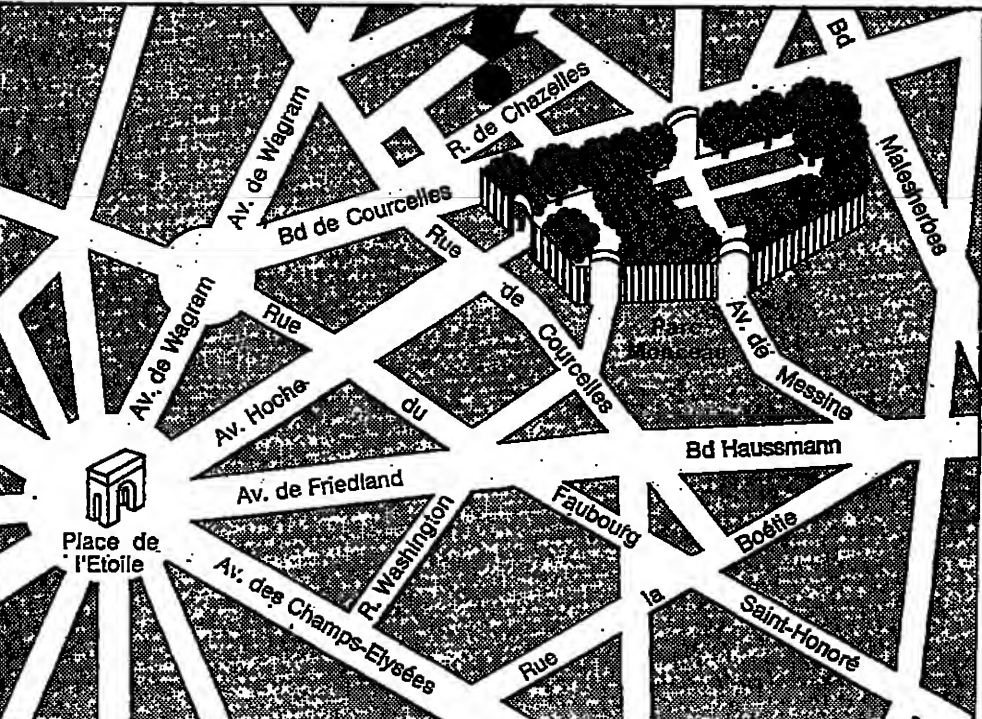 Bd
Malesherbes
R. de Chazelles
Av. de Wagram
Bd de Courcelles
Rue
de
Courcelles
Parc
Monceau
Av. de
Messine
Av. de Wagram
Rue
du
Faubourg
Saint-Honoré
Av. Hoche
Bd Haussmann
Av. de Friedland
R. Washington
Place de
l'Etoile
Av. des Champs-Elysées
Rue
la
Boétie